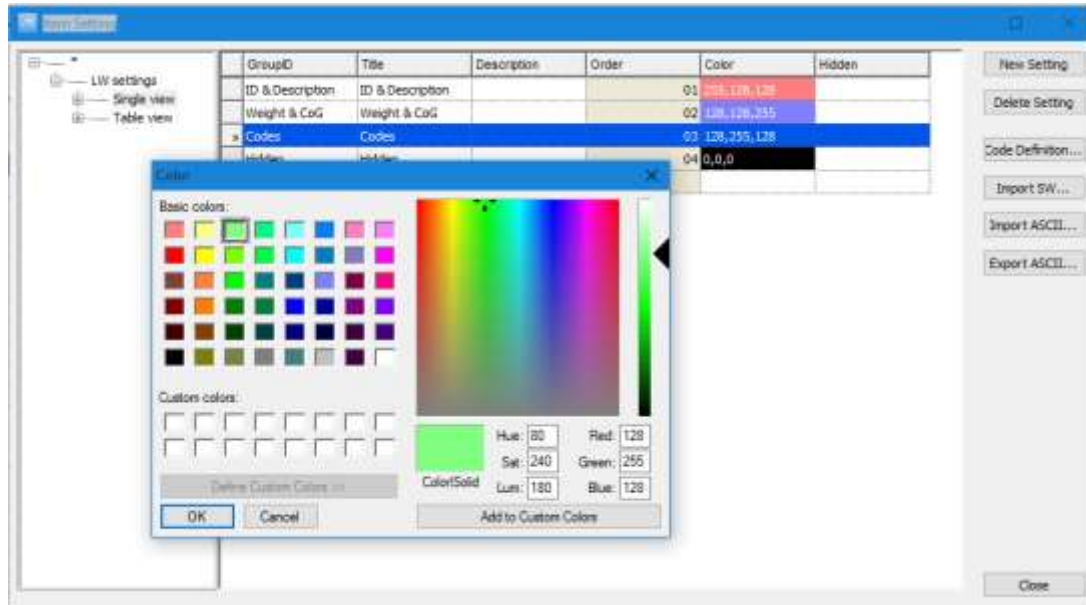 Item Setting
*
LW settings
Single view
Table view
GroupID Title Description Order Color Hidden
ID & Description ID & Description 01 255,128,128
Weight & CoG Weight & CoG 02 128,128,255
» Codes Codes 03 128,255,128
Hidden Hidden 04 0,0,0
New Setting
Delete Setting
Code Definition...
Import SW...
Import ASCII...
Export ASCII...
Color
Basic colors:
Custom colors:
Define Custom Colors >>
OK Cancel
Color|Solid
Hue: 80 Red: 128
Sat: 240 Green: 255
Lum: 180 Blue: 128
Add to Custom Colors
Close